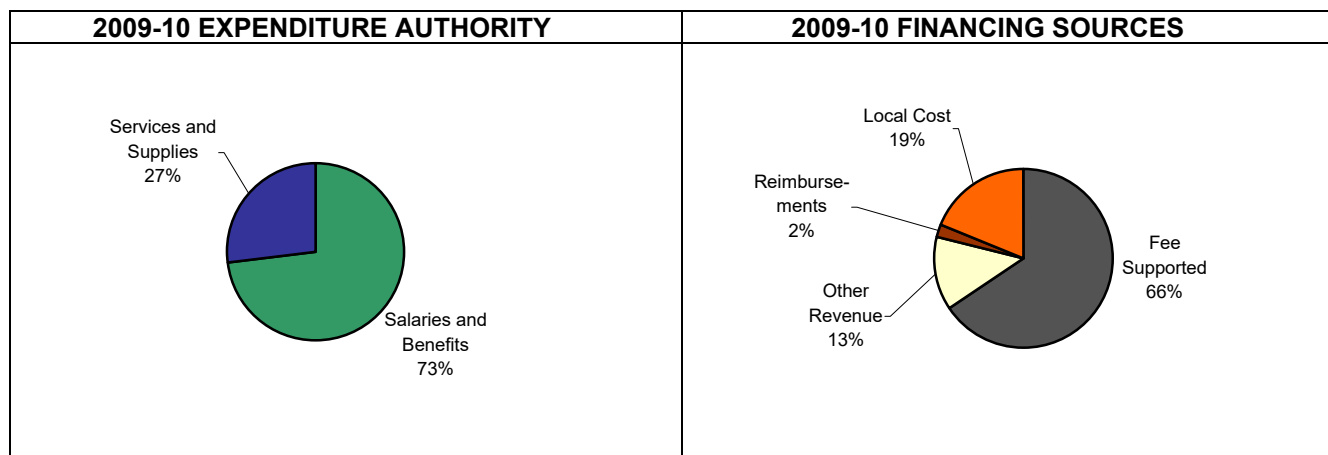 2009-10 EXPENDITURE AUTHORITY
Services and
Supplies
27%
Salaries and
Benefits
73%
2009-10 FINANCING SOURCES
Local Cost
19%
Reimburse-
ments
2%
Other
Revenue
13%
Fee
Supported
66%